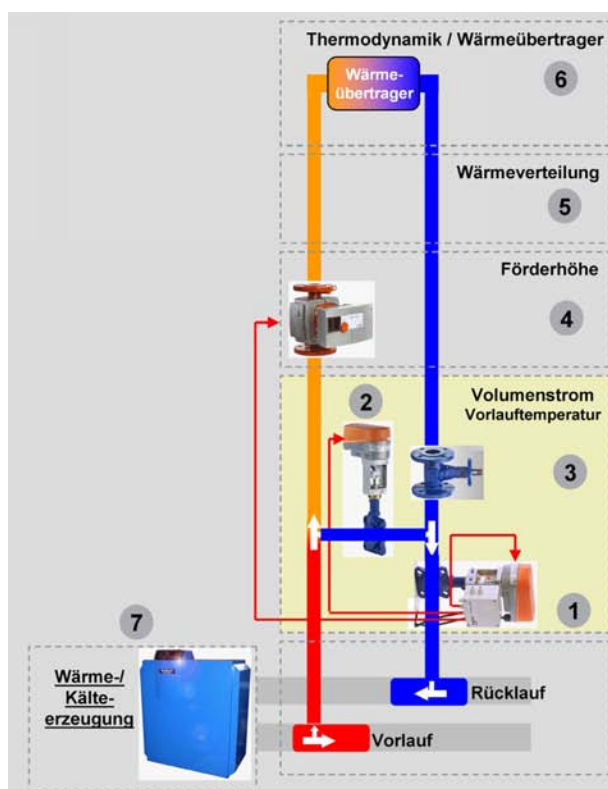 Thermodynamik / Wärmeübertrager
Wärme-
übertrager
6
Wärmeverteilung
5
Förderhöhe
4
2
Volumenstrom
Vorlauftemperatur
3
1
7
Wärme-/
Kälte-
erzeugung
Rücklauf
Vorlauf